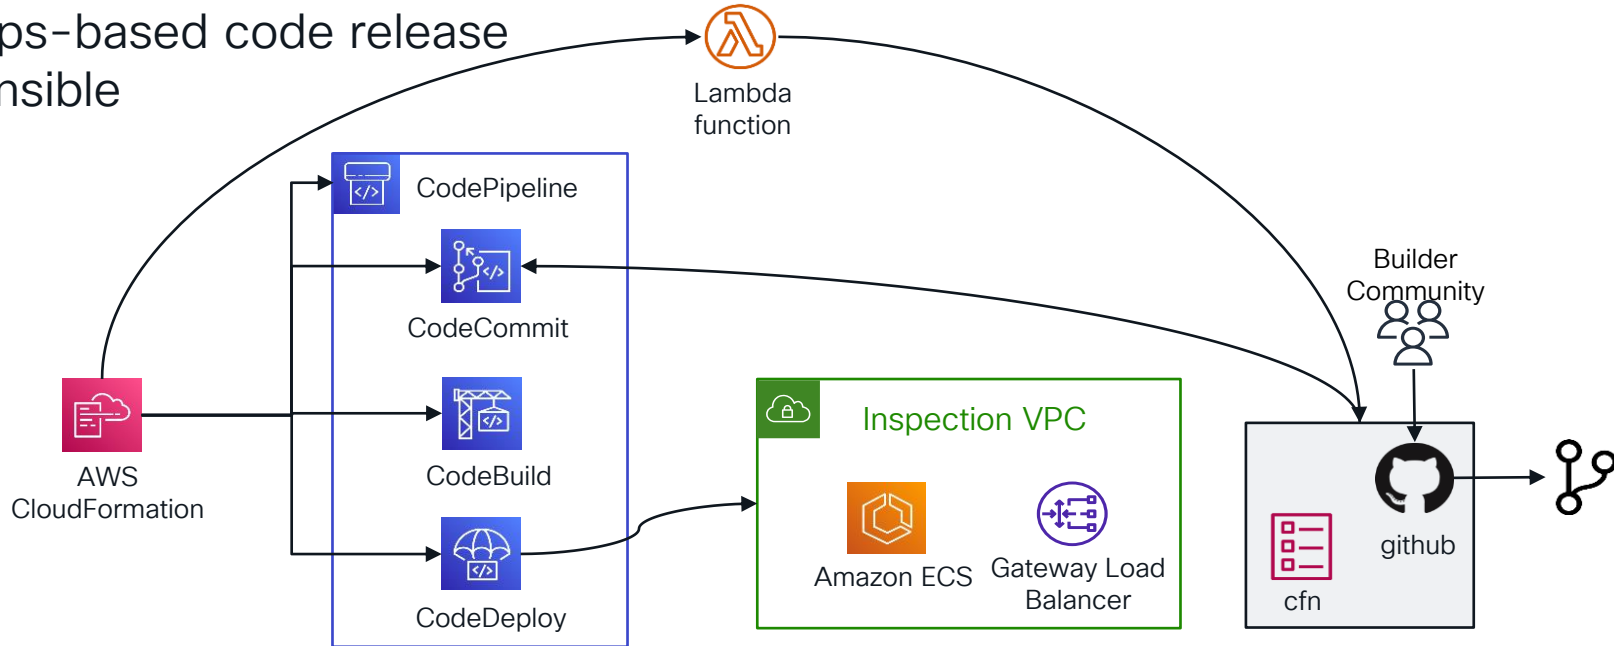 ps-based code release
nsible
Lambda
function
CodePipeline
CodeCommit
CodeBuild
CodeDeploy
AWS
CloudFormation
Inspection VPC
Amazon ECS
Gateway Load
Balancer
Builder
Community
github
cfn